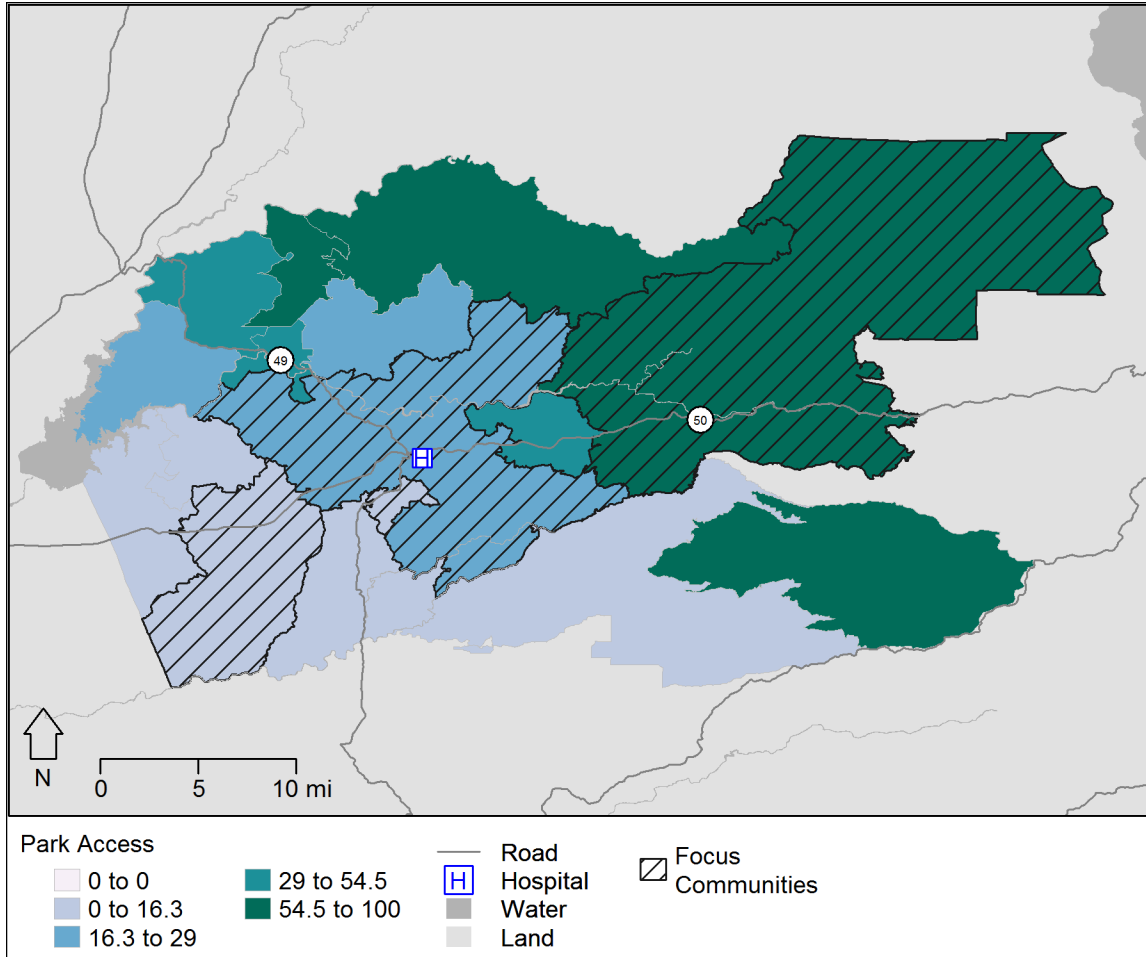 49
50
H
N
0 5 10 mi
Park Access
0 to 0
0 to 16.3
16.3 to 29
29 to 54.5
54.5 to 100
Road
H Hospital
Water
Land
Focus
Communities